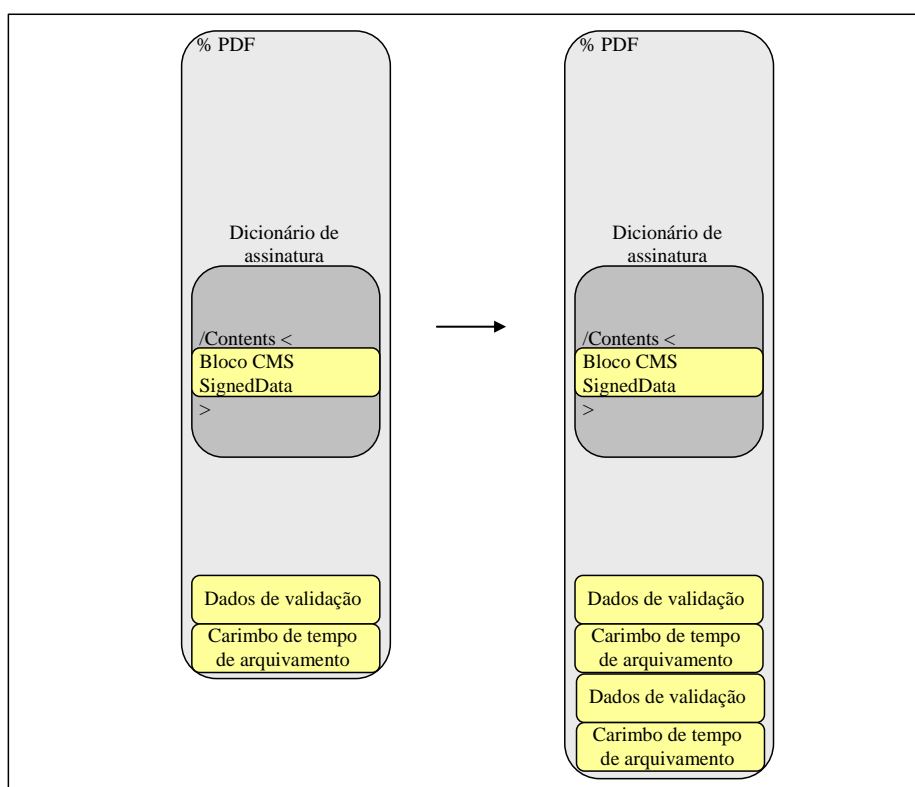 % PDF
Dicionário de
assinatura
/Contents <
Bloco CMS
SignedData
>
Dados de validação
Carimbo de tempo
de arquivamento
% PDF
Dicionário de
assinatura
/Contents <
Bloco CMS
SignedData
>
Dados de validação
Carimbo de tempo
de arquivamento
Dados de validação
Carimbo de tempo
de arquivamento